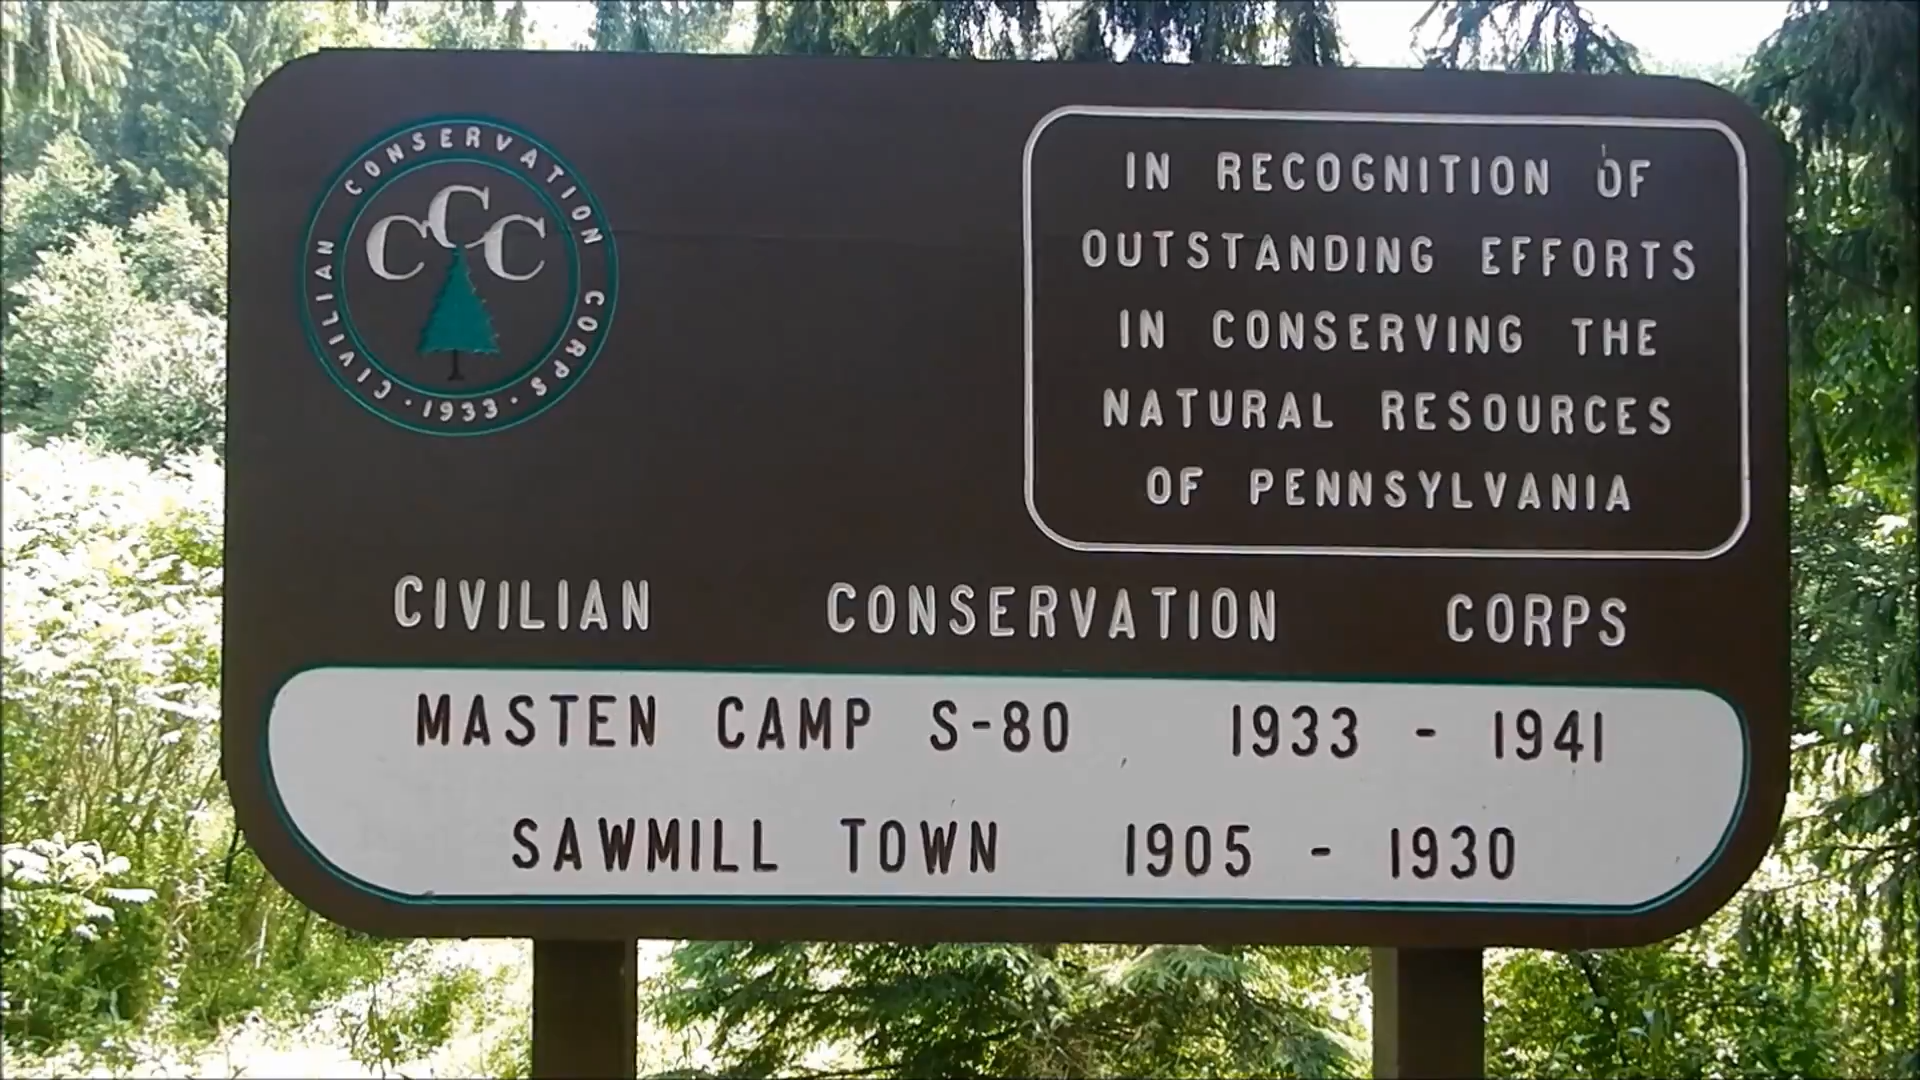 CIVILIAN CONSERVATION CORPS
CCC
· 1933 ·
IN RECOGNITION OF
OUTSTANDING EFFORTS
IN CONSERVING THE
NATURAL RESOURCES
OF PENNSYLVANIA
CIVILIAN CONSERVATION CORPS
MASTEN CAMP S-80 1933 - 1941
SAWMILL TOWN 1905 - 1930